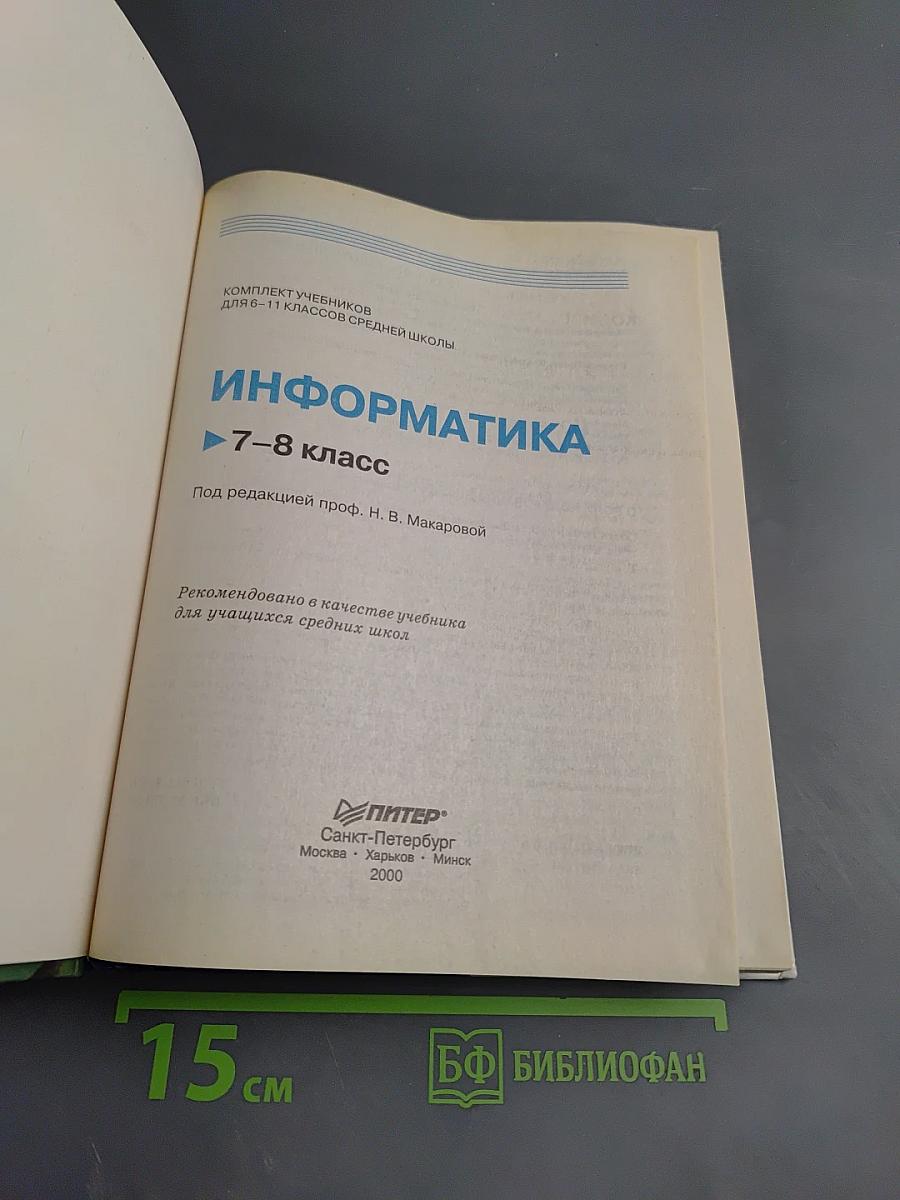 КОМПЛЕКТ УЧЕБНИКОВ
ДЛЯ 6–11 КЛАССОВ СРЕДНЕЙ ШКОЛЫ
ИНФОРМАТИКА
►7–8 класс
Под редакцией проф. Н. В. Макаровой
Рекомендовано в качестве учебника
для учащихся средних школ
ПИТЕР®
Санкт-Петербург
Москва · Харьков · Минск
2000
15 см
БФ БИБЛИОФАН